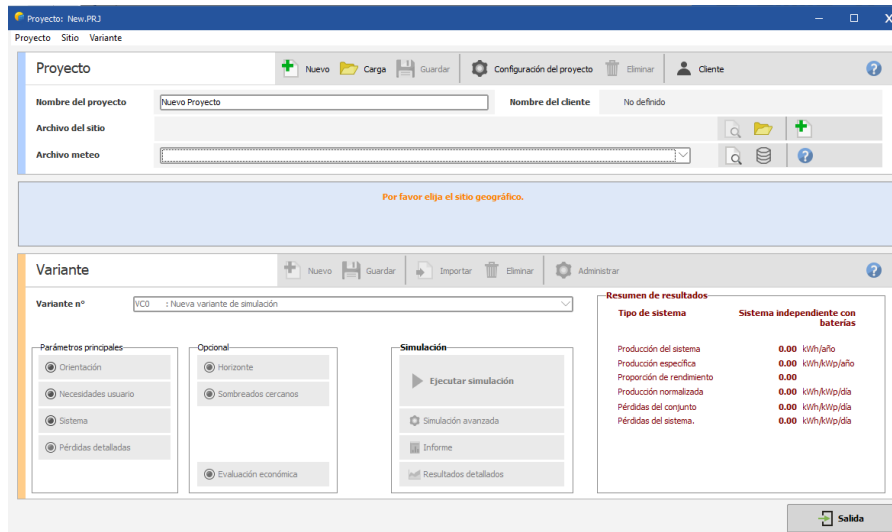 Proyecto: New.PRJ
Proyecto Sitio Variante
Proyecto Nuevo Carga Guardar Configuración del proyecto Eliminar Cliente
Nombre del proyecto Nuevo Proyecto Nombre del cliente No definido
Archivo del sitio
Archivo meteo
Por favor elija el sitio geográfico.
Variante Nuevo Guardar Importar Eliminar Administrar
Variante n° VC0 : Nueva variante de simulación
Resumen de resultados
Tipo de sistema Sistema independiente con
baterías
Producción del sistema 0.00 kWh/año
Producción específica 0.00 kWh/kWp/año
Proporción de rendimiento 0.00
Producción normalizada 0.00 kWh/kWp/día
Pérdidas del conjunto 0.00 kWh/kWp/día
Pérdidas del sistema. 0.00 kWh/kWp/día
Parámetros principales
Orientación
Necesidades usuario
Sistema
Pérdidas detalladas
Opcional
Horizonte
Sombreados cercanos
Evaluación económica
Simulación
Ejecutar simulación
Simulación avanzada
Informe
Resultados detallados
Salida